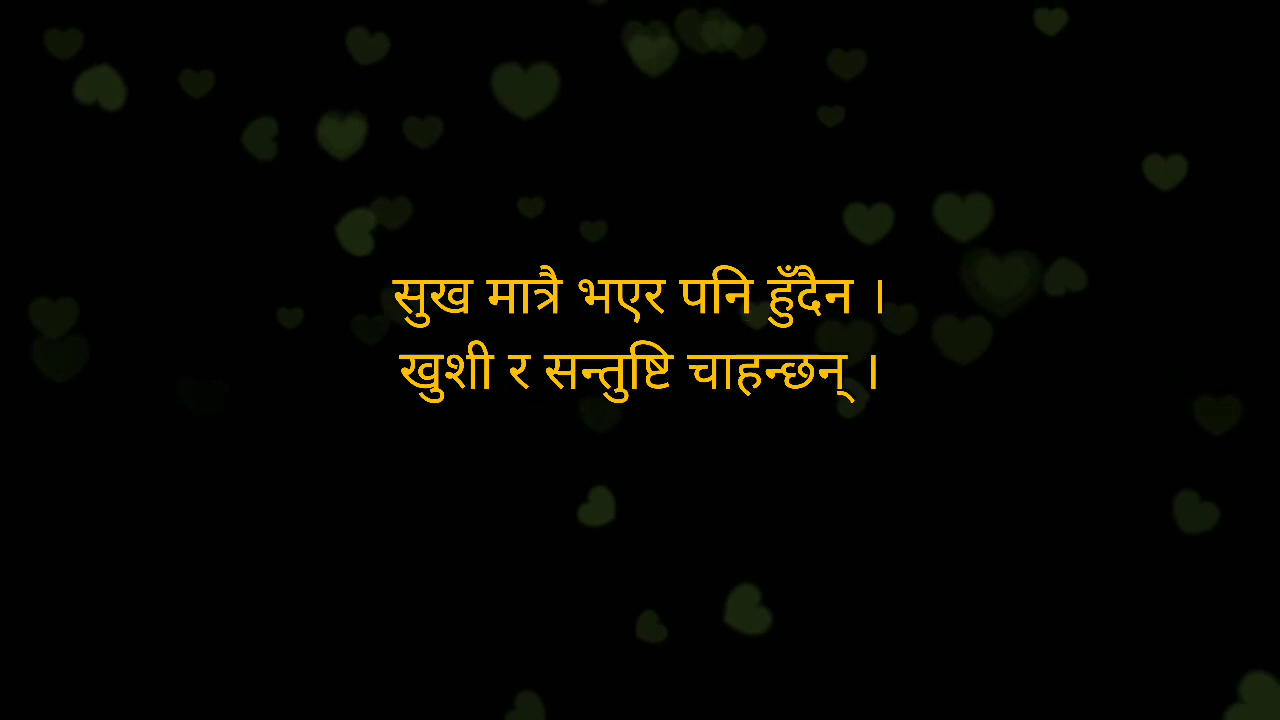 सुख मात्रै भएर पनि हुँदैन ।
खुशी र सन्तुष्टि चाहन्छन् ।